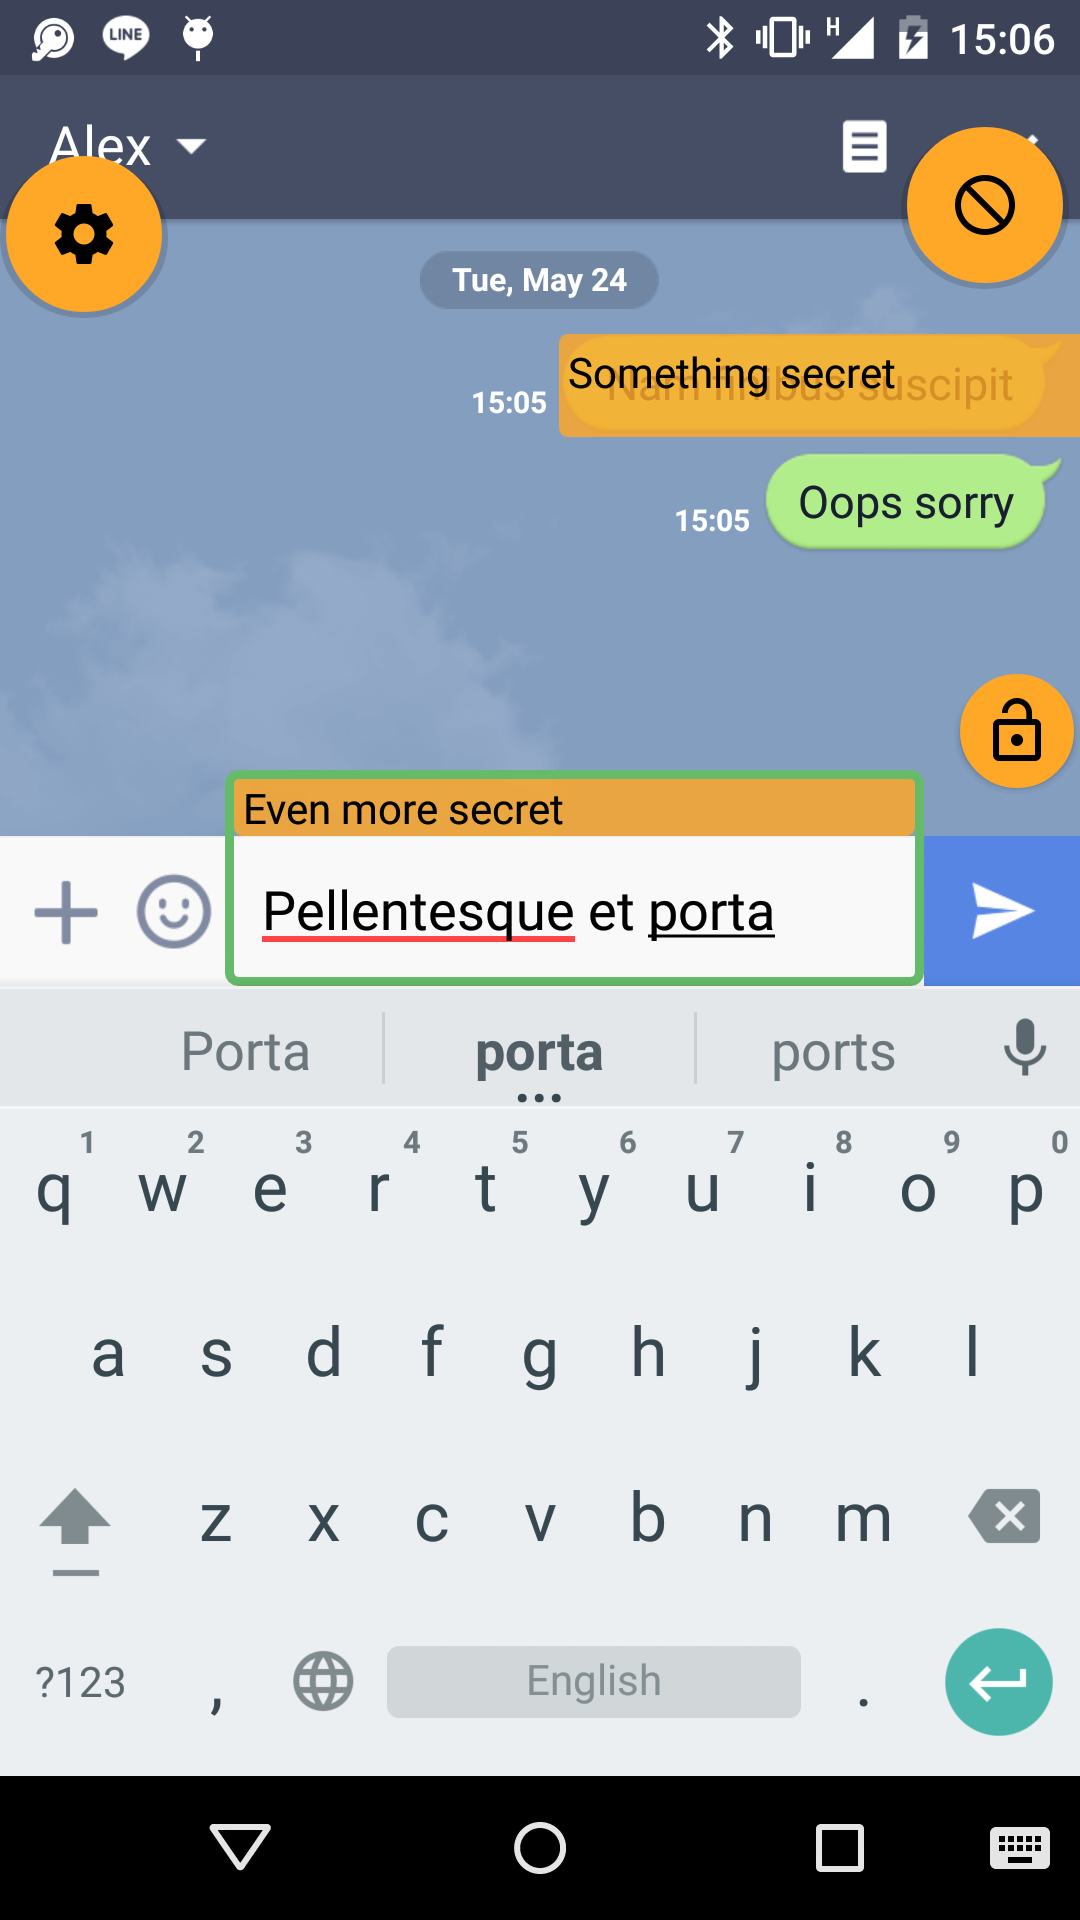 LINE
H
15:06
Alex
Tue, May 24
Something secret
Nam finibus suscipit
15:05
Oops sorry
15:05
Even more secret
Pellentesque et porta
Porta porta ports
1 2 3 4 5 6 7 8 9 0
q w e r t y u i o p
a s d f g h j k l
z x c v b n m
?123 , English .